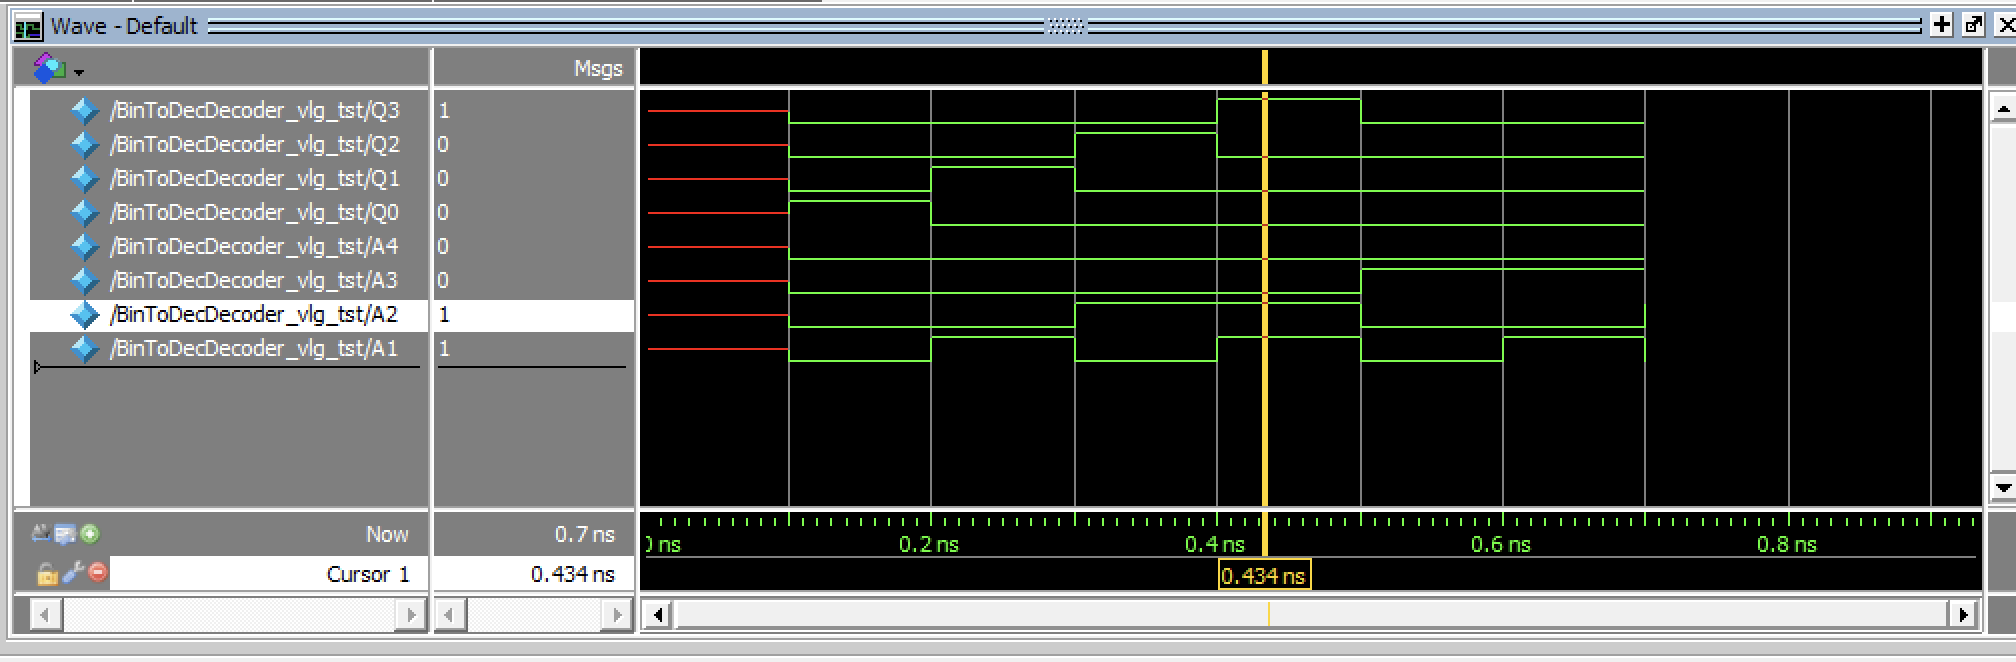 Wave - Default
Msgs
/BinToDecDecoder_vlg_tst/Q3 1
/BinToDecDecoder_vlg_tst/Q2 0
/BinToDecDecoder_vlg_tst/Q1 0
/BinToDecDecoder_vlg_tst/Q0 0
/BinToDecDecoder_vlg_tst/A4 0
/BinToDecDecoder_vlg_tst/A3 0
/BinToDecDecoder_vlg_tst/A2 1
/BinToDecDecoder_vlg_tst/A1 1
Now 0.7 ns
ns 0.2 ns 0.4 ns 0.6 ns 0.8 ns
Cursor 1 0.434 ns
0.434 ns